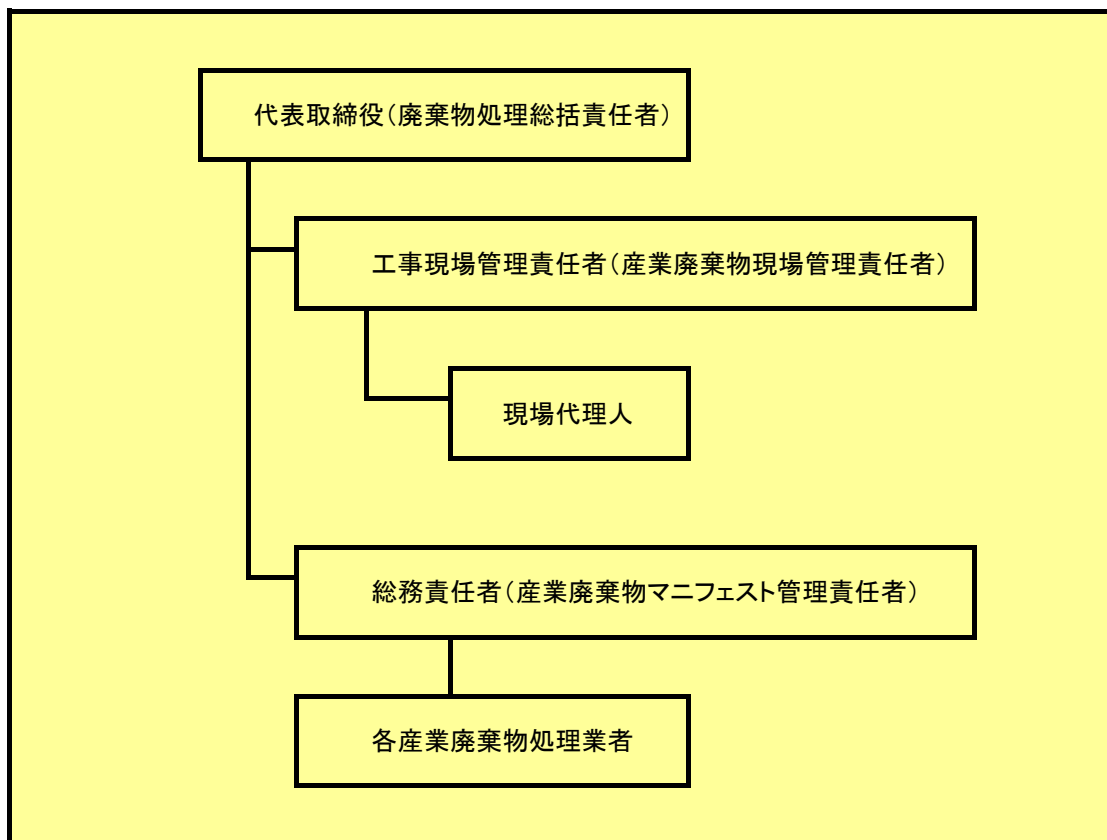 代表取締役(廃棄物処理総括責任者)
工事現場管理責任者(産業廃棄物現場管理責任者)
現場代理人
総務責任者(産業廃棄物マニフェスト管理責任者)
各産業廃棄物処理業者